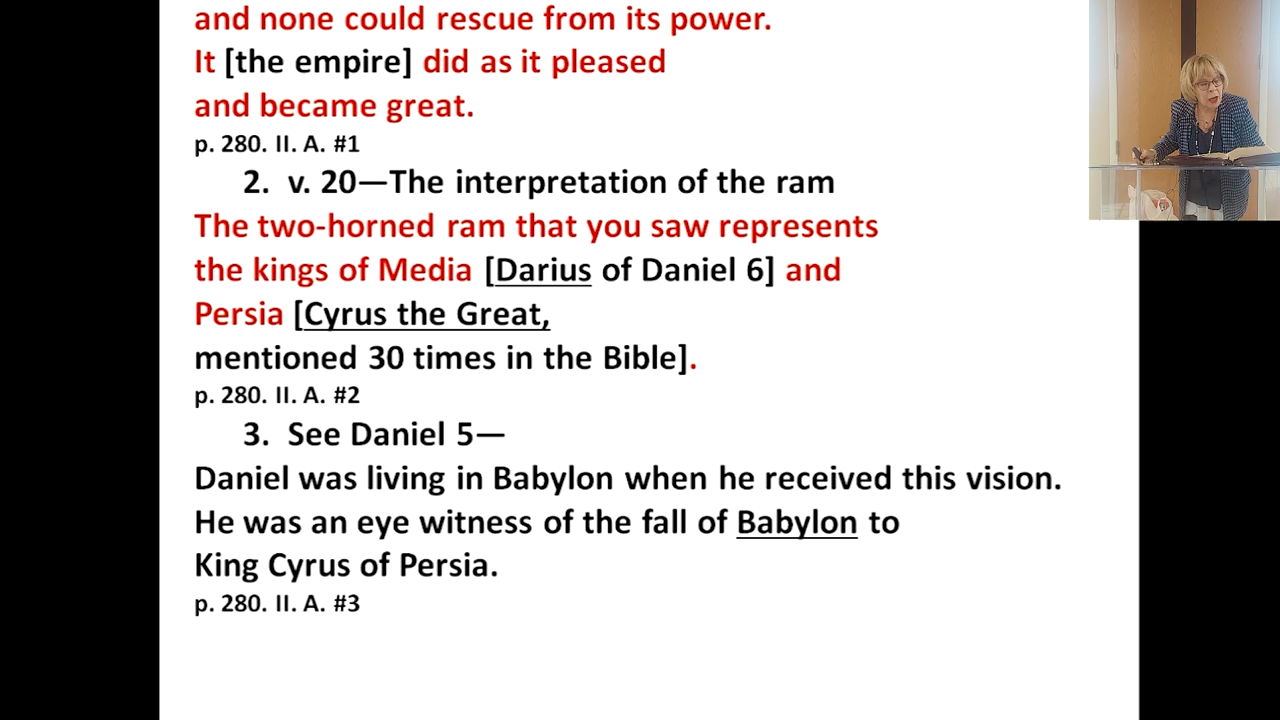 and none could rescue from its power.
It [the empire] did as it pleased
and became great.
p. 280. II. A. #1
2. v. 20—The interpretation of the ram
The two-horned ram that you saw represents
the kings of Media [Darius of Daniel 6] and
Persia [Cyrus the Great,
mentioned 30 times in the Bible].
p. 280. II. A. #2
3. See Daniel 5—
Daniel was living in Babylon when he received this vision.
He was an eye witness of the fall of Babylon to
King Cyrus of Persia.
p. 280. II. A. #3